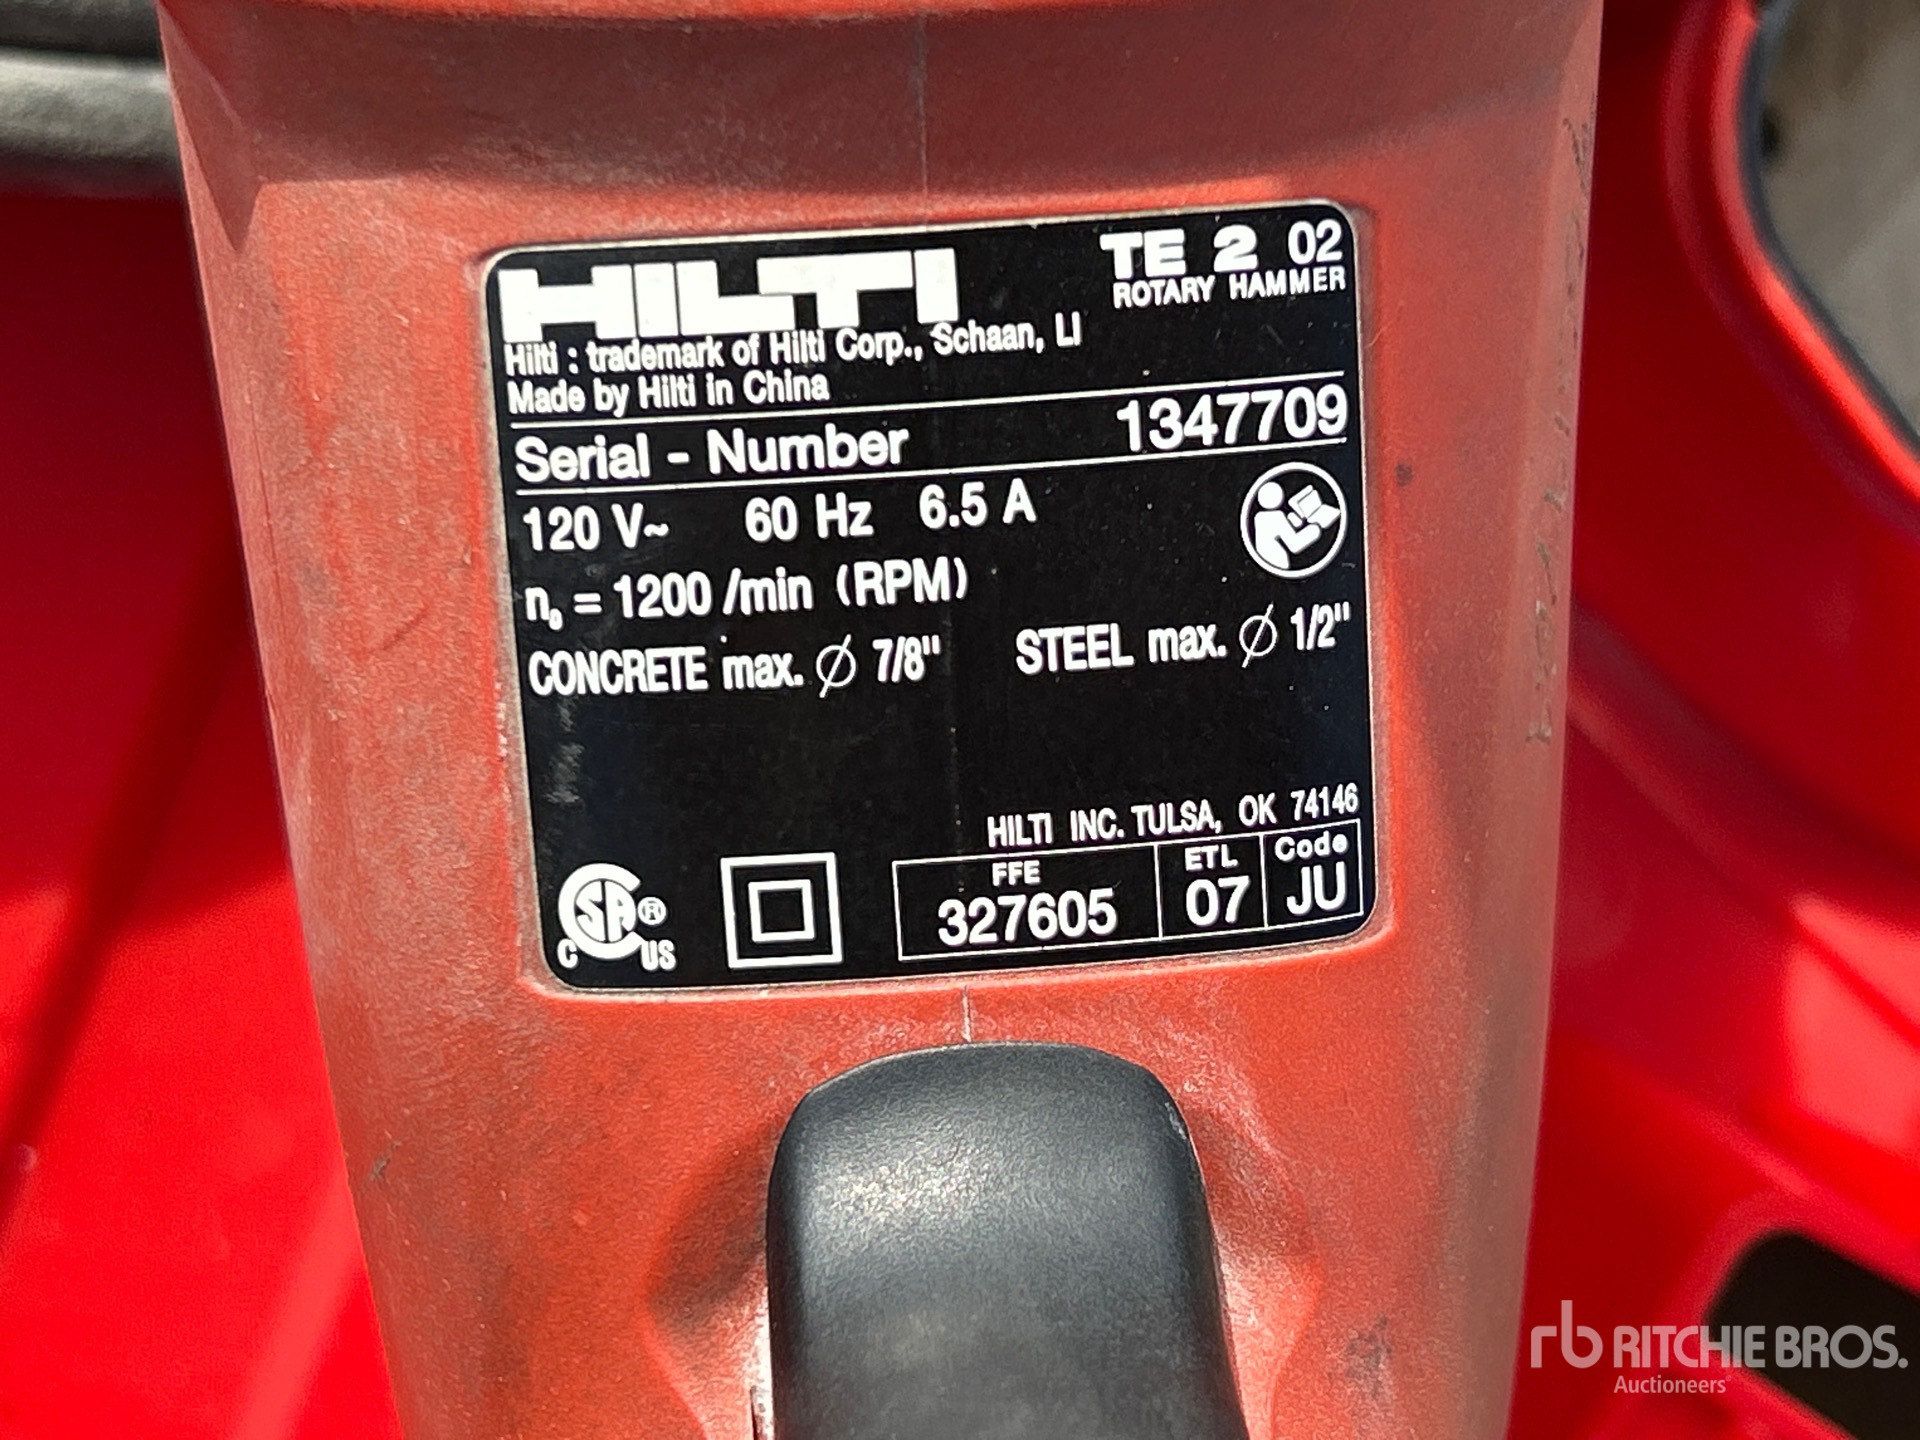 HILTI
TE 2 02
ROTARY HAMMER
Hilti : trademark of Hilti Corp., Schaan, LI
Made by Hilti in China
Serial - Number 1347709
120 V~ 60 Hz 6.5 A
n₀ = 1200 /min (RPM)
CONCRETE max. ∅ 7/8" STEEL max. ∅ 1/2"
HILTI INC. TULSA, OK 74146
FFE ETL Code
327605 07 JU
CSA®
C US
rb RITCHIE BROS.
Auctioneers